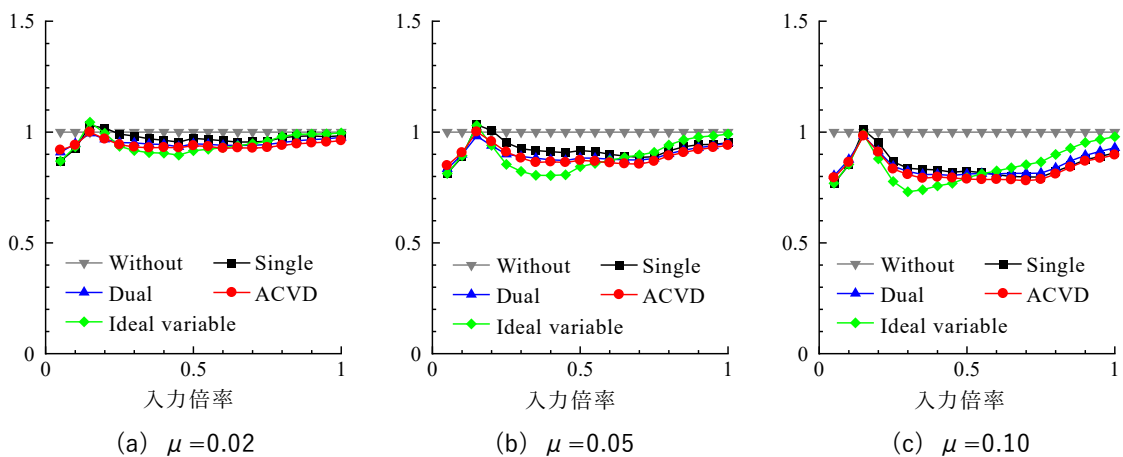 1.5
1
0.5
0
0
0.5
1
Without
Single
Dual
ACVD
Ideal variable
入力倍率
(a) μ=0.02
1.5
1
0.5
0
0
0.5
1
Without
Single
Dual
ACVD
Ideal variable
入力倍率
(b) μ=0.05
1.5
1
0.5
0
0
0.5
1
Without
Single
Dual
ACVD
Ideal variable
入力倍率
(c) μ=0.10